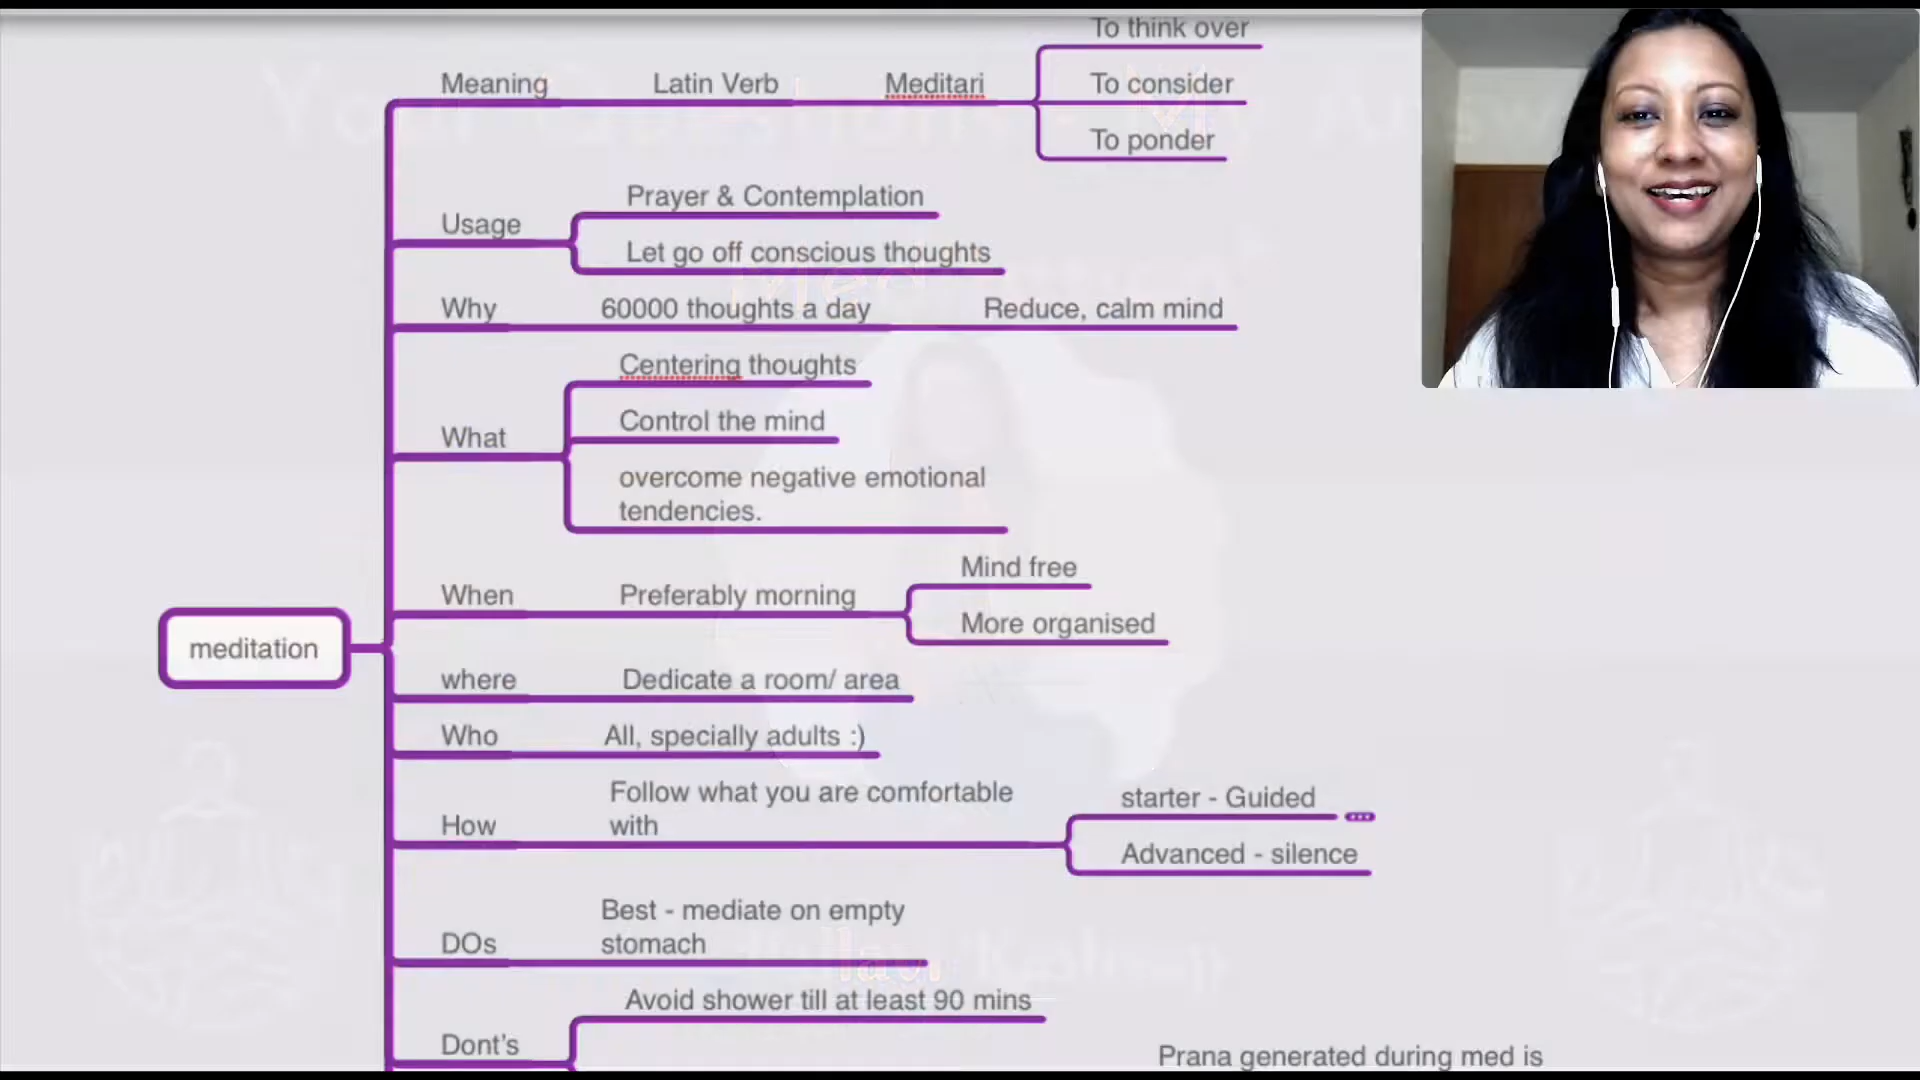 To think over
Meaning Latin Verb Meditari To consider
To ponder
Prayer & Contemplation
Usage
Let go off conscious thoughts
Why 60000 thoughts a day Reduce, calm mind
Centering thoughts
Control the mind
What
overcome negative emotional
tendencies.
Mind free
When Preferably morning
More organised
meditation
where Dedicate a room/ area
Who All, specially adults :)
Follow what you are comfortable
with
How
starter - Guided
Advanced - silence
Best - mediate on empty
stomach
DOs
Avoid shower till at least 90 mins
Dont's
Prana generated during med is